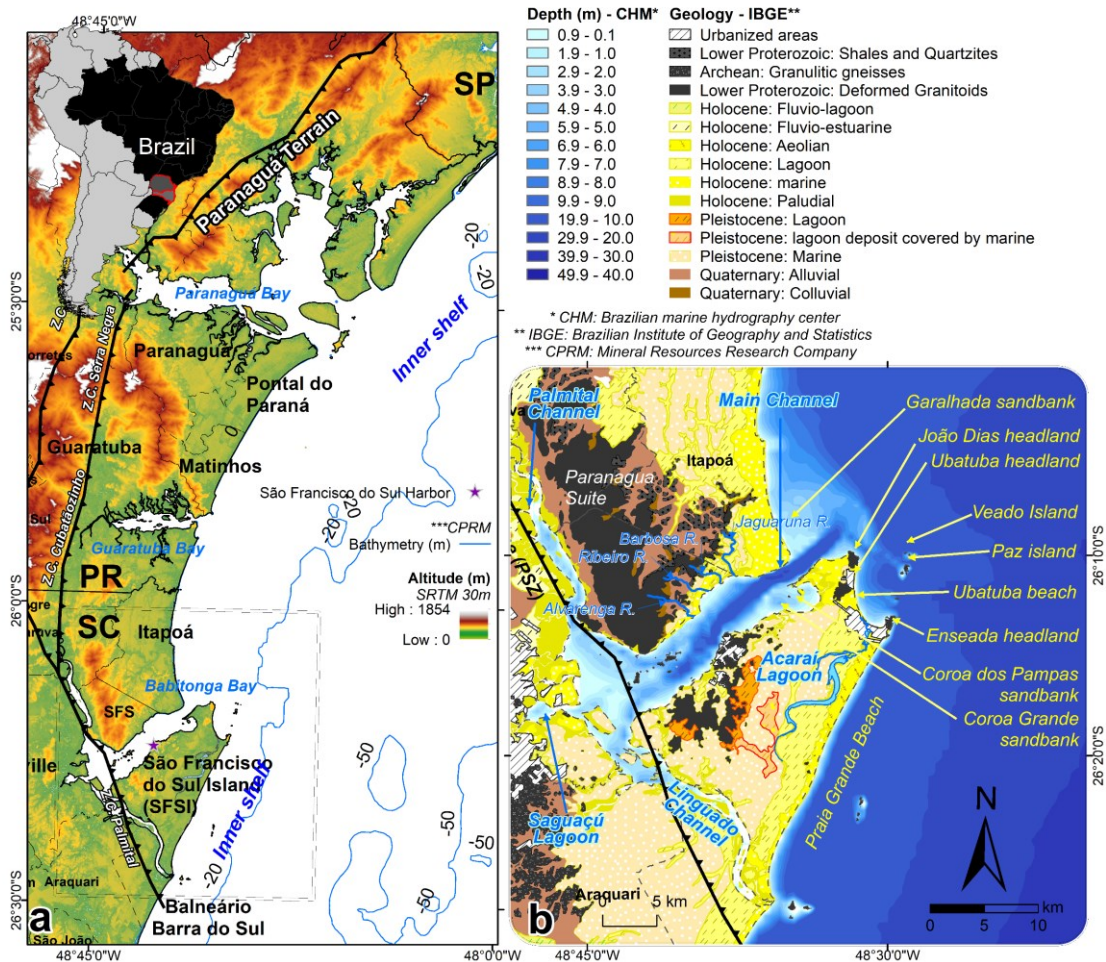 48°45'0"W
SP
Brazil
Paranaguá Terrain
-20
-20
25°30'0"S
Z.C.
Paranaguá Bay
Inner shelf
Z.C. Serra Negra
Paranaguá
Pontal do
Paraná
0
Guaratuba
Matinhos
Sul
São Francisco do Sul Harbor
-20
-20
***CPRM
Bathymetry (m)
Z.C. Cubatãozinho
Guaratuba Bay
PR
Altitude (m)
SRTM 30m
High : 1854
Low : 0
26°0'0"S
SC
Itapoá
Babitonga Bay
SFS
-50
ville
São Francisco
do Sul Island
(SFSI)
Inner shelf
-50
-50
Z.C. Palmital
-20
-50
Araquari
26°30'0"S
Balneário
Barra do Sul
a
São João
48°45'0"W
48°0'0"W
Depth (m) - CHM*
0.9 - 0.1
1.9 - 1.0
2.9 - 2.0
3.9 - 3.0
4.9 - 4.0
5.9 - 5.0
6.9 - 6.0
7.9 - 7.0
8.9 - 8.0
9.9 - 9.0
19.9 - 10.0
29.9 - 20.0
39.9 - 30.0
49.9 - 40.0
Geology - IBGE**
Urbanized areas
Lower Proterozoic: Shales and Quartzites
Archean: Granulitic gneisses
Lower Proterozoic: Deformed Granitoids
Holocene: Fluvio-lagoon
Holocene: Fluvio-estuarine
Holocene: Aeolian
Holocene: Lagoon
Holocene: marine
Holocene: Paludial
Pleistocene: Lagoon
Pleistocene: lagoon deposit covered by marine
Pleistocene: Marine
Quaternary: Alluvial
Quaternary: Colluvial
* CHM: Brazilian marine hydrography center
** IBGE: Brazilian Institute of Geography and Statistics
*** CPRM: Mineral Resources Research Company
Palmital
Channel
Main Channel
Garalhada sandbank
João Dias headland
Ubatuba headland
Itapoá
Paranagua
Suite
Veado Island
Jaguaruna R.
Barbosa R.
Ribeiro R.
Paz island
26°10'0"S
(PSZ)
Alvarenga R.
Ubatuba beach
Enseada headland
Acaraí
Lagoon
Coroa dos Pampas
sandbank
Coroa Grande
sandbank
26°20'0"S
Praia Grande Beach
Linguado
Channel
Saguaçú
Lagoon
N
Araquari
0 5 km
km
0 5 10
b
48°45'0"W
48°30'0"W